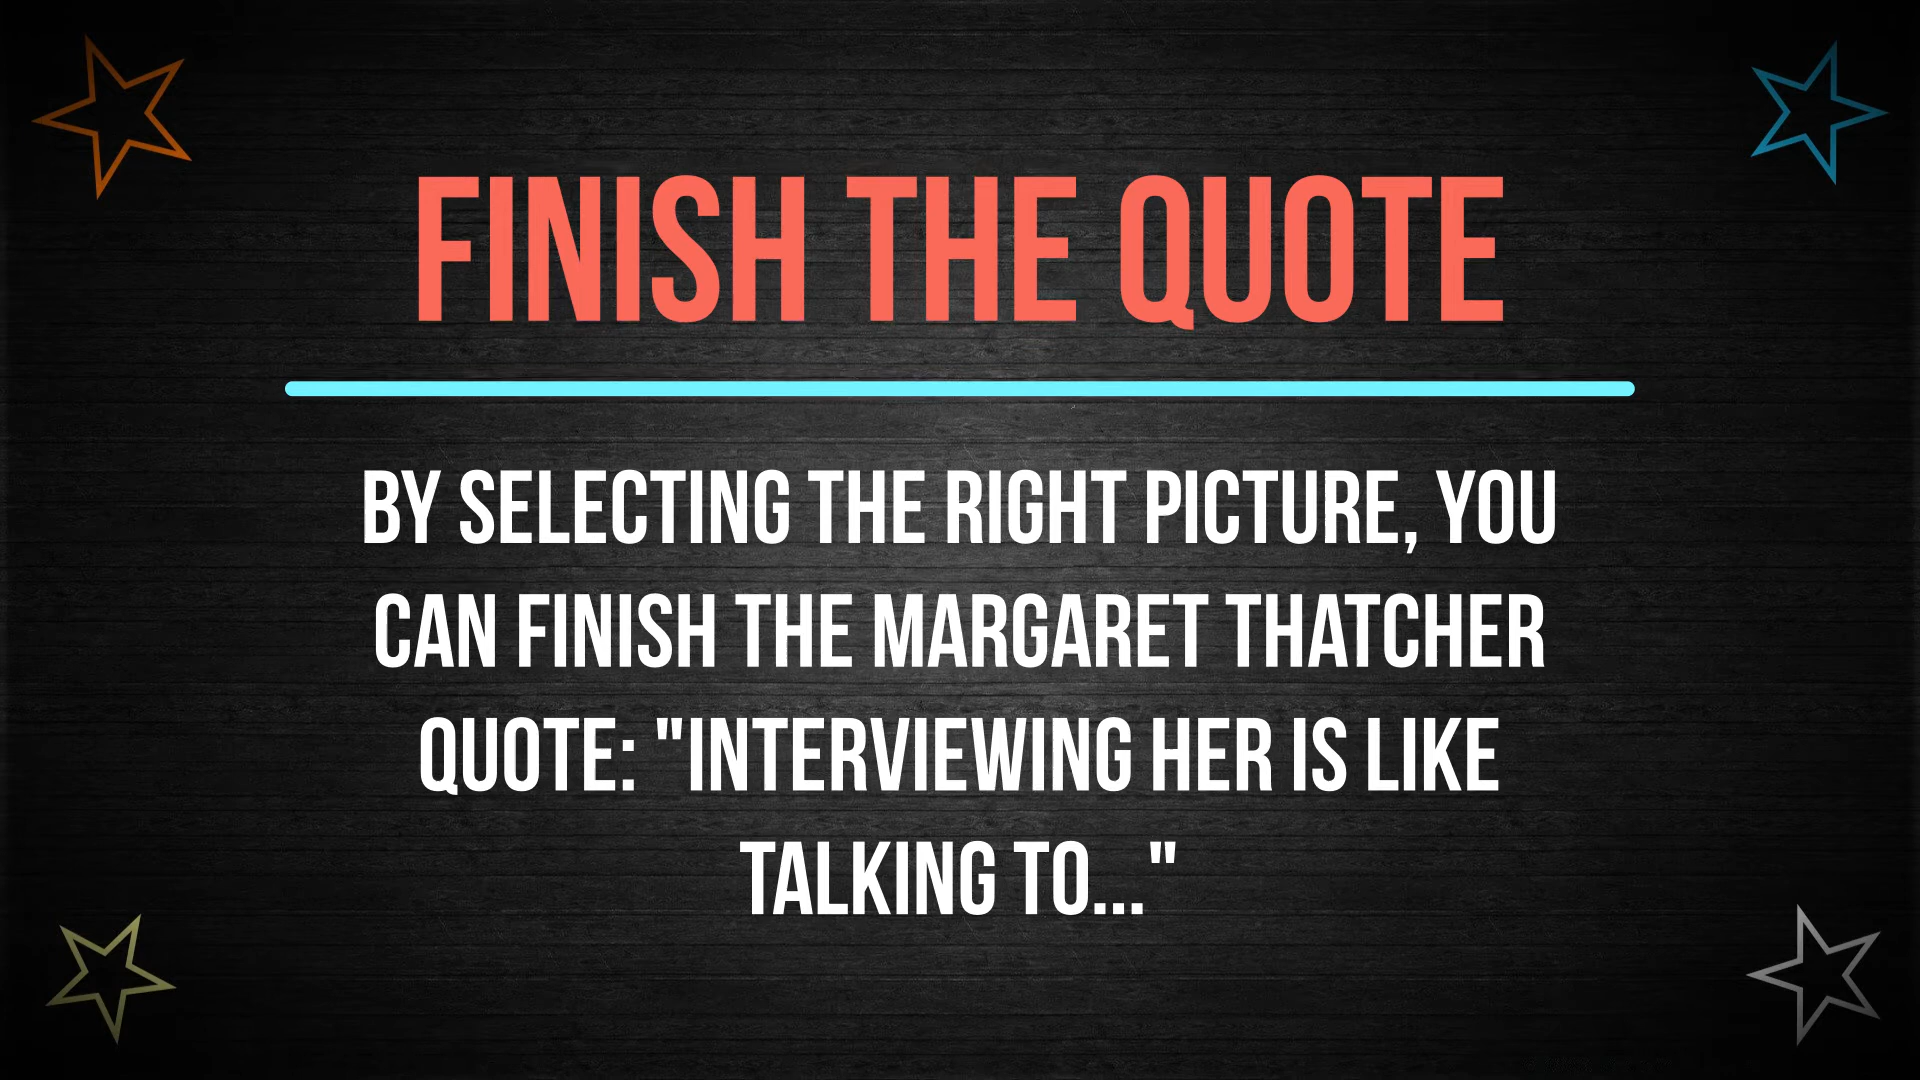 FINISH THE QUOTE
BY SELECTING THE RIGHT PICTURE, YOU
CAN FINISH THE MARGARET THATCHER
QUOTE: "INTERVIEWING HER IS LIKE
TALKING TO..."